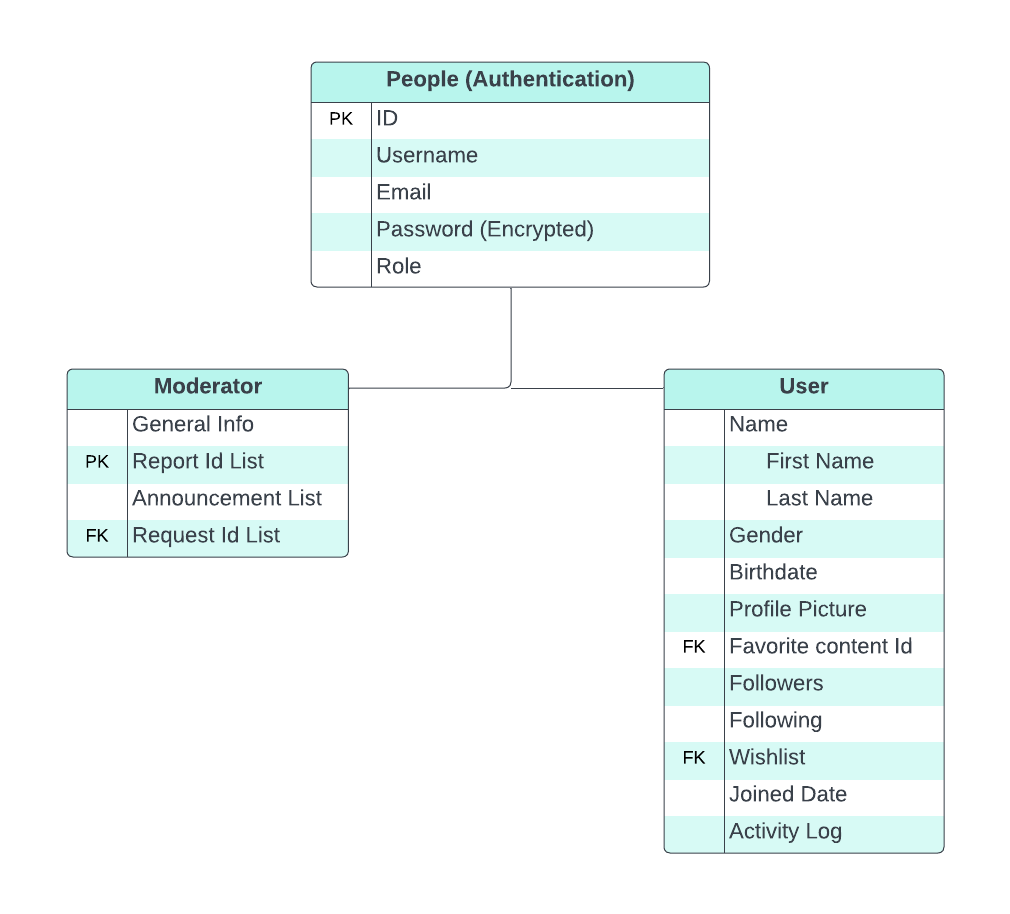 People (Authentication)
PK ID
Username
Email
Password (Encrypted)
Role
Moderator
General Info
PK Report Id List
Announcement List
FK Request Id List
User
Name
First Name
Last Name
Gender
Birthdate
Profile Picture
FK Favorite content Id
Followers
Following
FK Wishlist
Joined Date
Activity Log